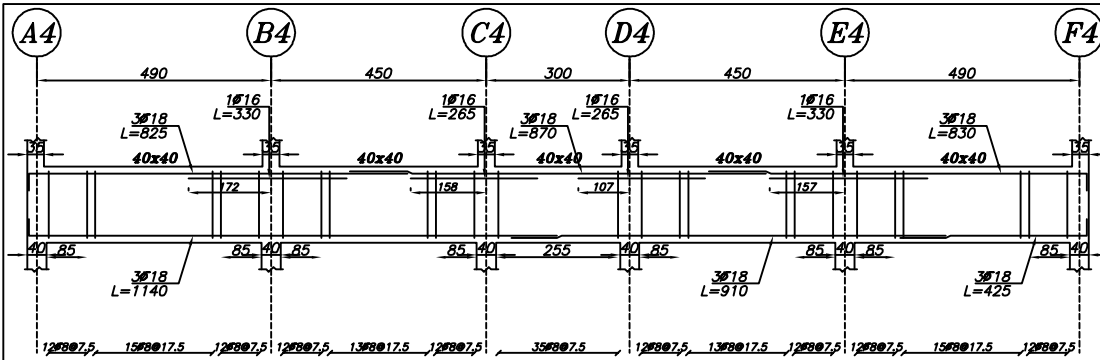 A4 B4 C4 D4 E4 F4
490 450 300 450 490
1Ø16 1Ø16 1Ø16 1Ø16
L=330 L=265 L=265 L=330
3Ø18 3Ø18 3Ø18
L=825 L=870 L=830
35 35 35 35 35 35
40x40 40x40 40x40 40x40 40x40
172 158 107 157
40 85 85 40 85 85 40 255 40 85 85 40 85 85 40
3Ø18 3Ø18 3Ø18
L=1140 L=910 L=425
12Ø8@7.5 15Ø8@17.5 12Ø8@7.5 12Ø8@7.5 13Ø8@17.5 12Ø8@7.5 35Ø8@7.5 12Ø8@7.5 13Ø8@17.5 12Ø8@7.5 12Ø8@7.5 15Ø8@17.5 12Ø8@7.5